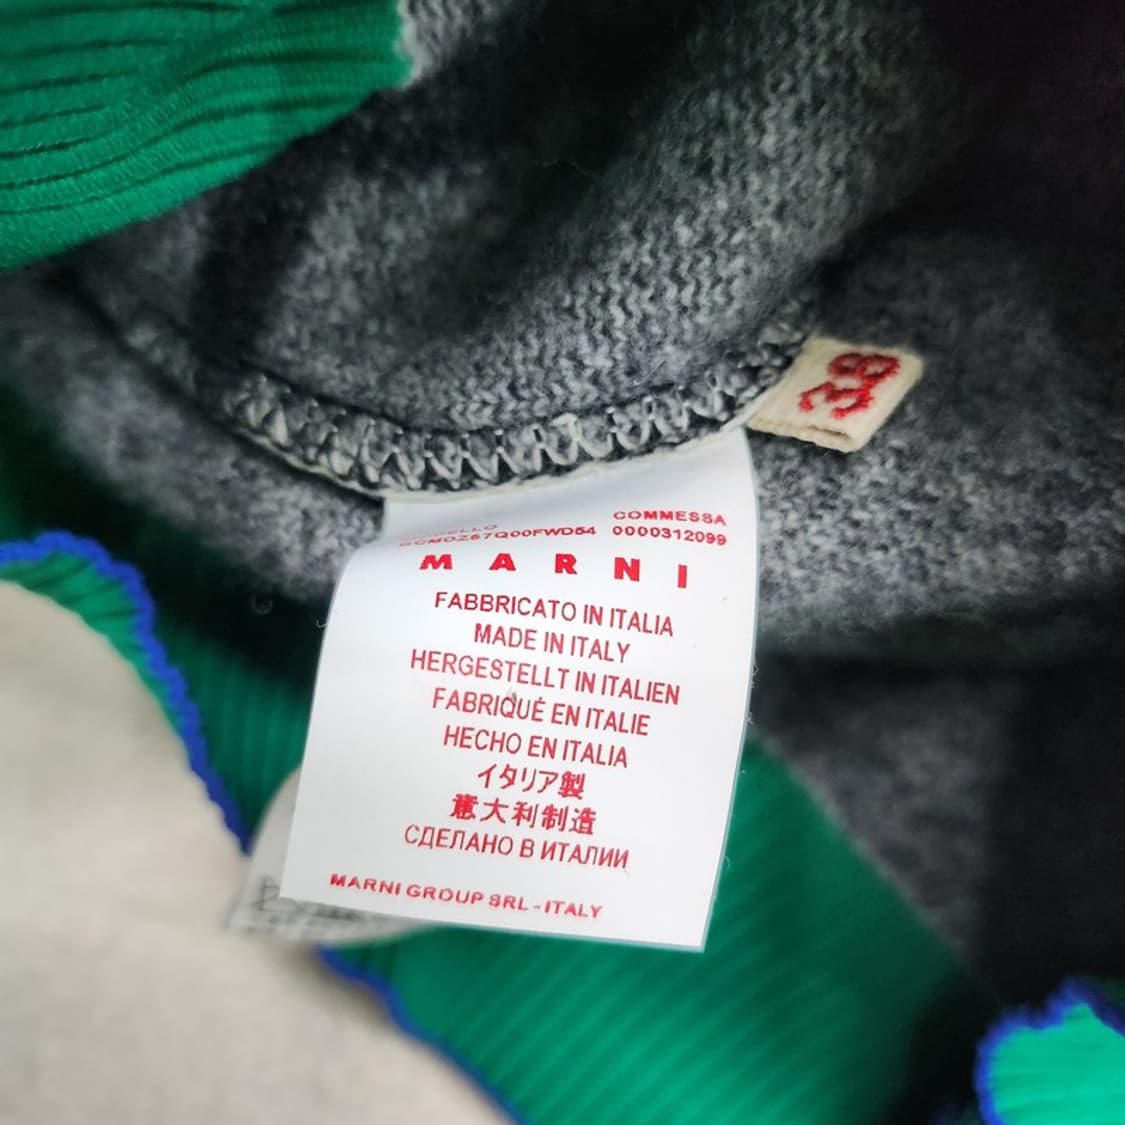 COMMESSA
0000312099
MARNI
FABBRICATO IN ITALIA
MADE IN ITALY
HERGESTELLT IN ITALIEN
FABRIQUÉ EN ITALIE
HECHO EN ITALIA
イタリア製
意大利制造
СДЕЛАНО В ИТАЛИИ
MARNI GROUP SRL - ITALY
38